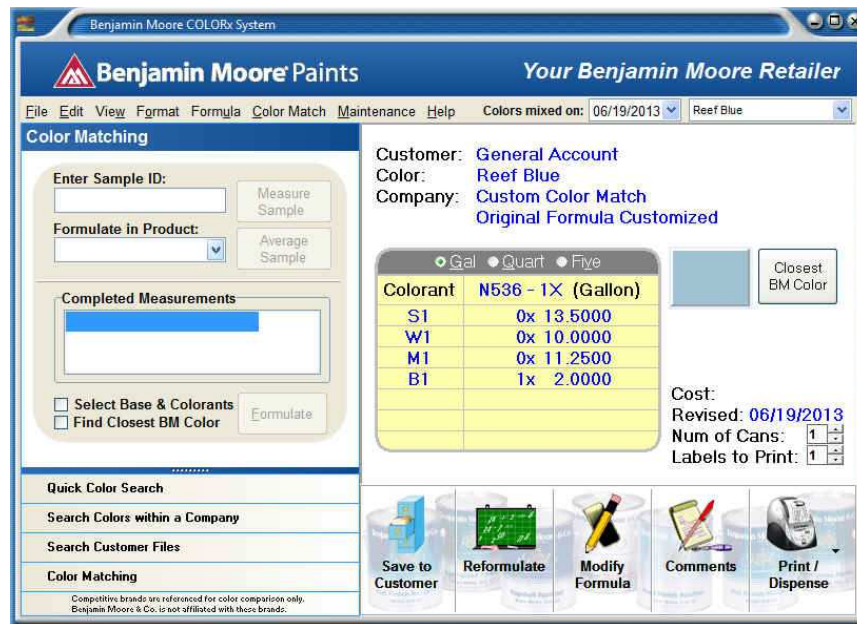 Benjamin Moore COLORx System
Benjamin Moore Paints
Your Benjamin Moore Retailer
File Edit View Format Formula Color Match Maintenance Help Colors mixed on: 06/19/2013 Reef Blue
Color Matching
Enter Sample ID:
Measure Sample
Formulate in Product:
Average Sample
Completed Measurements
Select Base & Colorants
Find Closest BM Color
Formulate
Quick Color Search
Search Colors within a Company
Search Customer Files
Color Matching
Competitive brands are referenced for color comparison only.
Benjamin Moore & Co. is not affiliated with these brands.
Customer: General Account
Color: Reef Blue
Company: Custom Color Match
Original Formula Customized
Gal Quart Five
Colorant N536 - 1X (Gallon)
S1 0x 13.5000
W1 0x 10.0000
M1 0x 11.2500
B1 1x 2.0000
Closest
BM Color
Cost:
Revised: 06/19/2013
Num of Cans: 1
Labels to Print: 1
Save to
Customer
Reformulate
Modify
Formula
Comments
Print /
Dispense